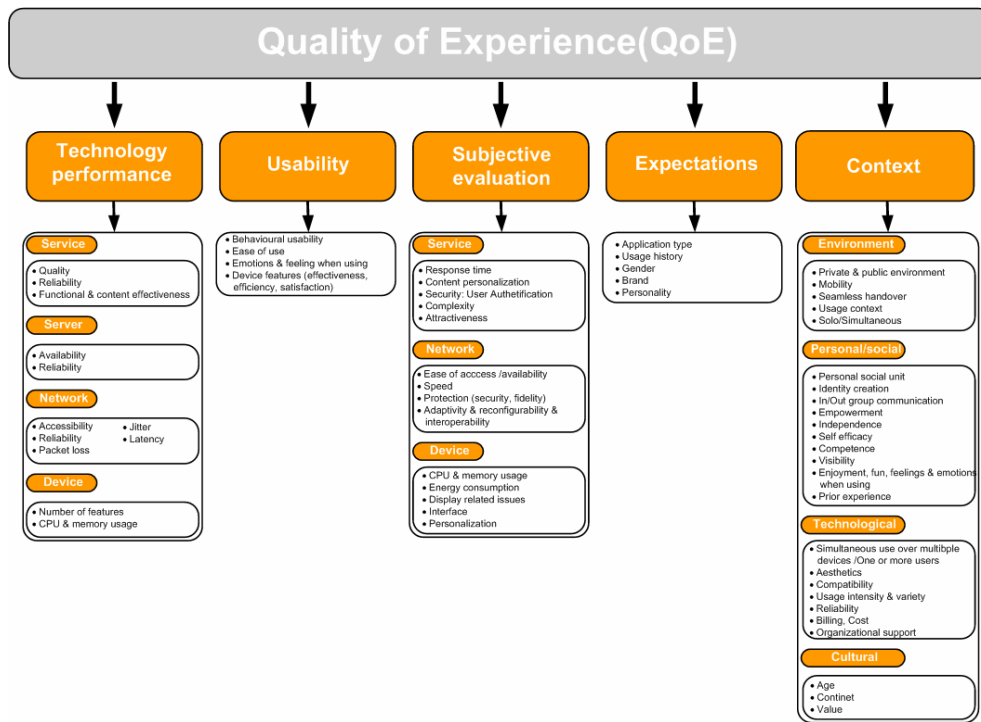 Quality of Experience(QoE)
Technology
performance
Usability
Subjective
evaluation
Expectations
Context
Service
• Quality
• Reliability
• Functional & content effectiveness
Server
• Availability
• Reliability
Network
• Accessibility
• Reliability
• Packet loss
• Jitter
• Latency
Device
• Number of features
• CPU & memory usage
• Behavioural usability
• Ease of use
• Emotions & feeling when using
• Device features (effectiveness,
efficiency, satisfaction)
Service
• Response time
• Content personalization
• Security: User Authetification
• Complexity
• Attractiveness
Network
• Ease of acccess /availability
• Speed
• Protection (security, fidelity)
• Adaptivity & reconfigurability &
interoperability
Device
• CPU & memory usage
• Energy consumption
• Display related issues
• Interface
• Personalization
• Application type
• Usage history
• Gender
• Brand
• Personality
Environment
• Private & public environment
• Mobility
• Seamless handover
• Usage context
• Solo/Simultaneous
Personal/social
• Personal social unit
• Identity creation
• In/Out group communication
• Empowerment
• Independence
• Self efficacy
• Competence
• Visibility
• Enjoyment, fun, feelings & emotions
when using
• Prior experience
Technological
• Simultaneous use over multibple
devices /One or more users
• Aesthetics
• Compatibility
• Usage intensity & variety
• Reliability
• Billing, Cost
• Organizational support
Cultural
• Age
• Continet
• Value